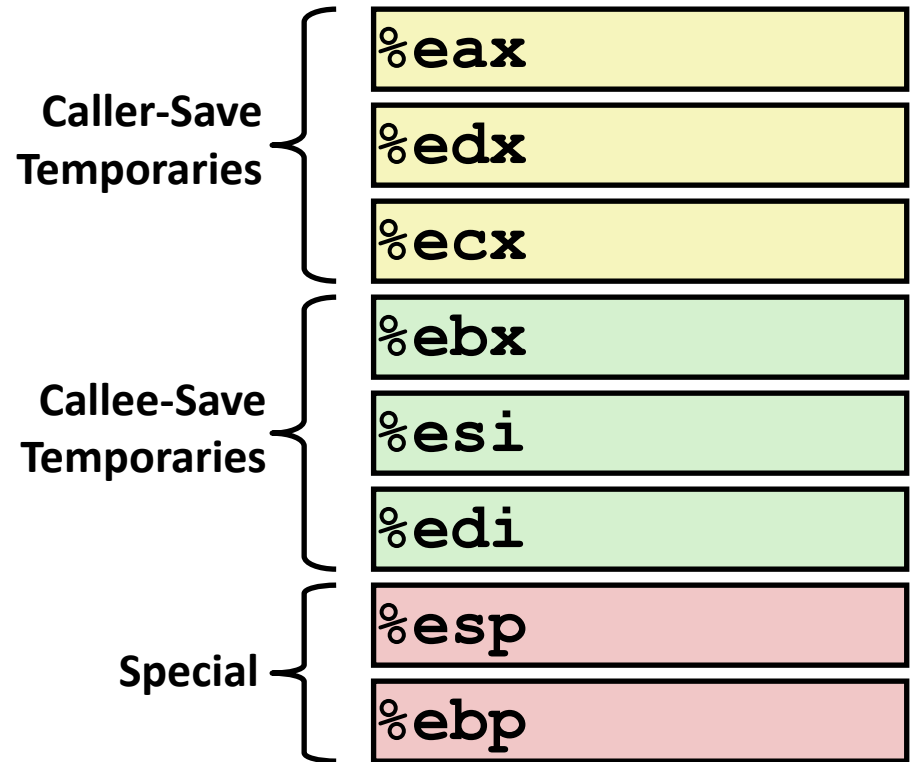 Caller-Save
Temporaries
%eax
%edx
%ecx
Callee-Save
Temporaries
%ebx
%esi
%edi
Special
%esp
%ebp